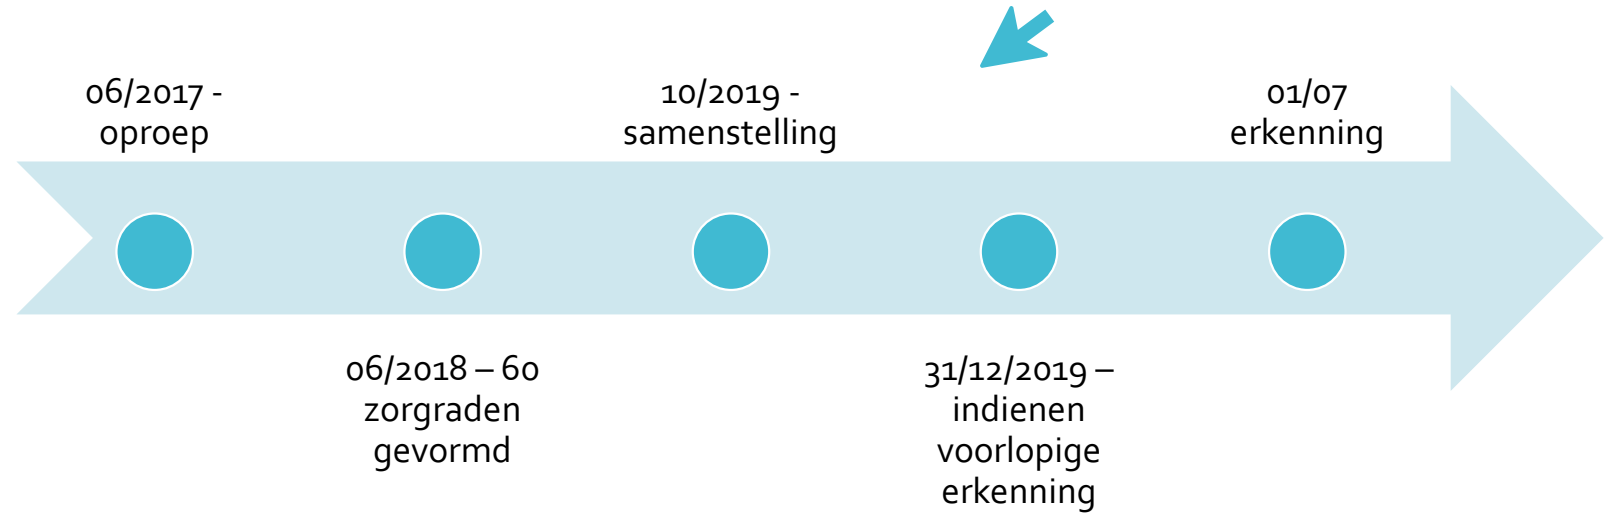 06/2017 -
oproep
06/2018 – 60
zorgraden
gevormd
10/2019 -
samenstelling
31/12/2019 –
indienen
voorlopige
erkenning
01/07
erkenning